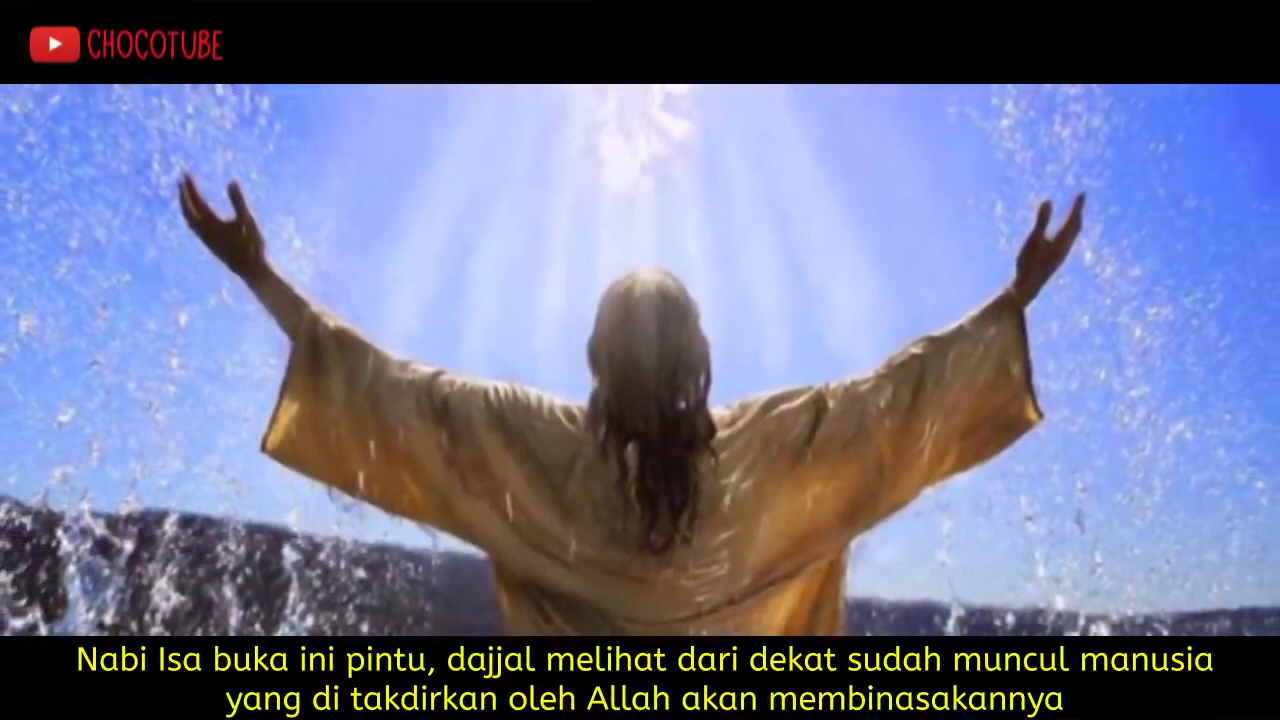 CHOCOTUBE
Nabi Isa buka ini pintu, dajjal melihat dari dekat sudah muncul manusia
yang di takdirkan oleh Allah akan membinasakannya